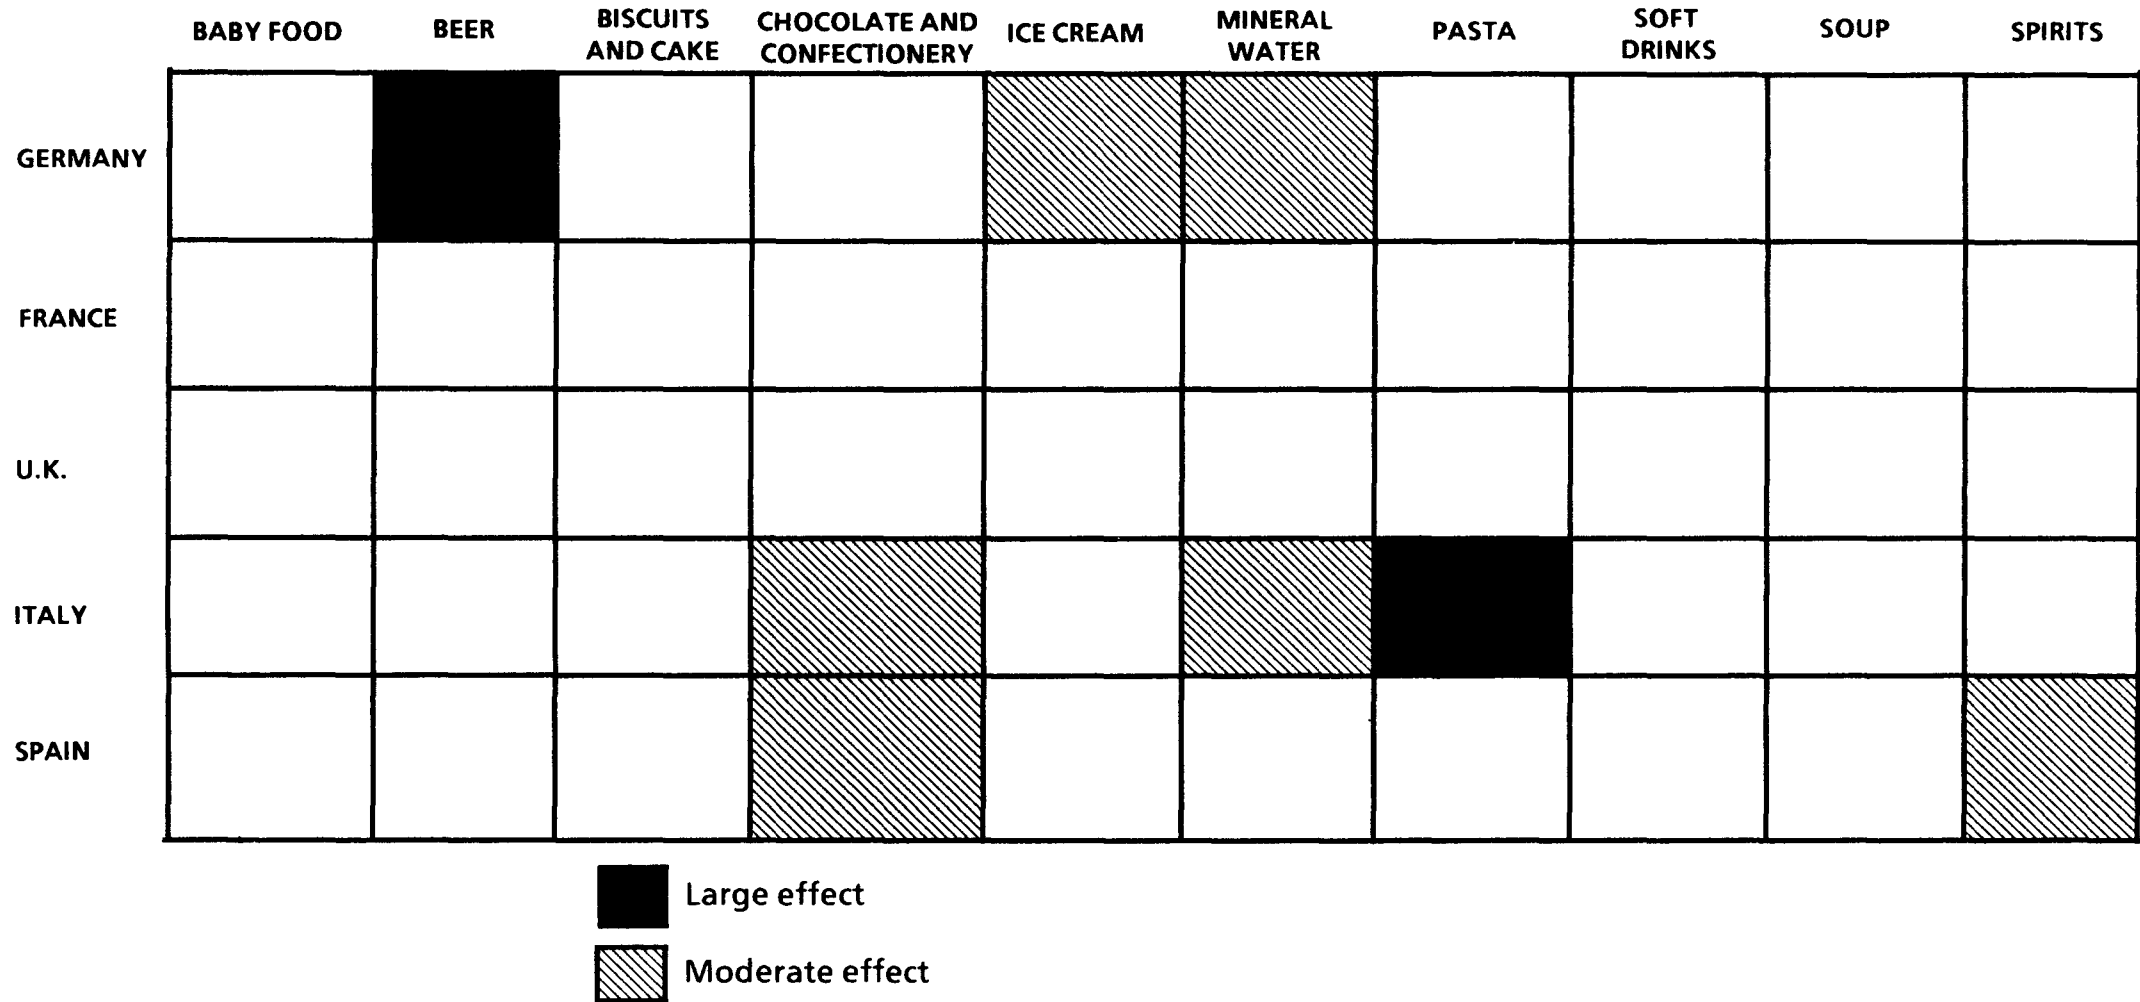 BABY FOOD
BEER
BISCUITS
AND CAKE
CHOCOLATE AND
CONFECTIONERY
ICE CREAM
MINERAL
WATER
PASTA
SOFT
DRINKS
SOUP
SPIRITS
GERMANY
FRANCE
U.K.
ITALY
SPAIN
Large effect
Moderate effect